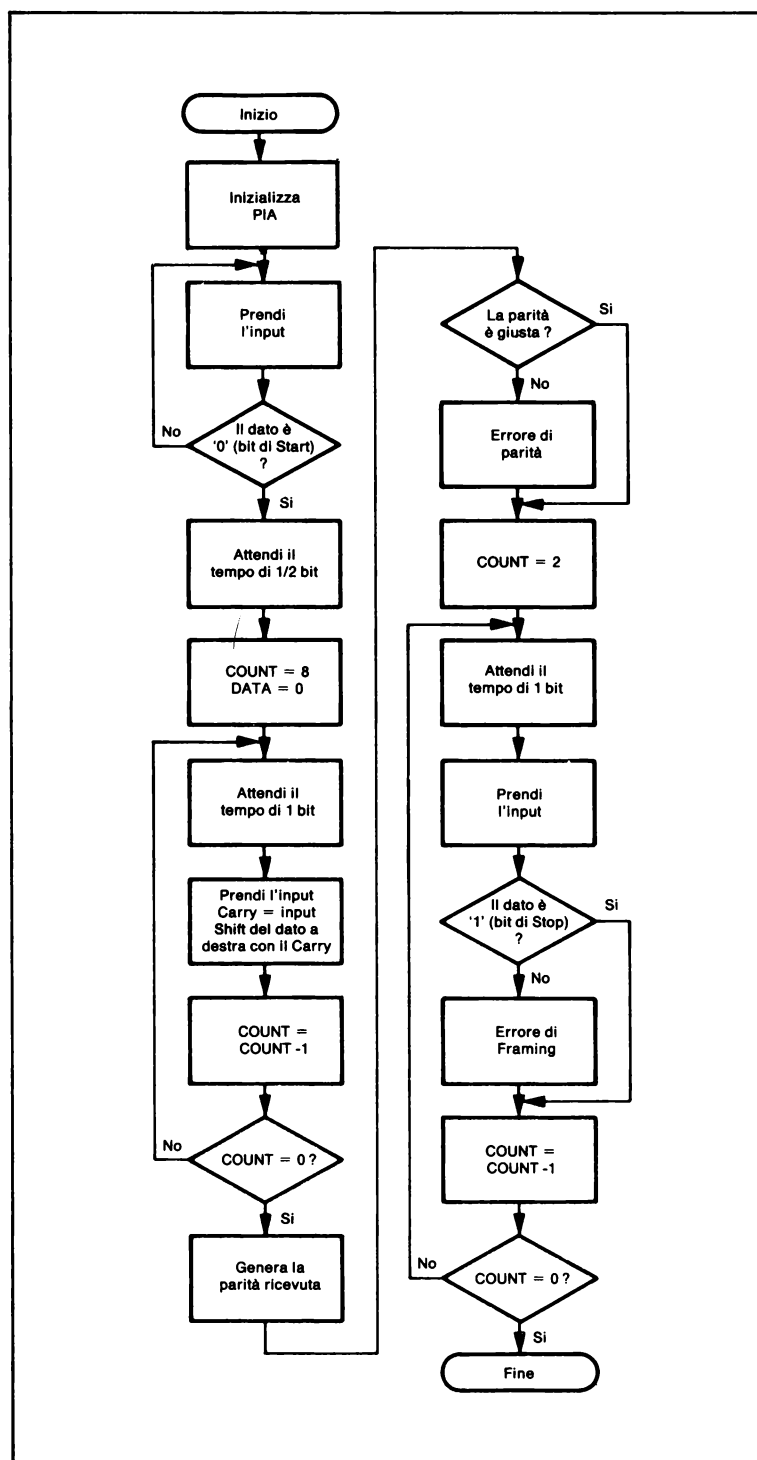 Inizio
Inizializza
PIA
Prendi
l'input
Il dato è
'0' (bit di Start)
?
No
Si
Attendi il
tempo di 1/2 bit
COUNT = 8
DATA = 0
Attendi il
tempo di 1 bit
Prendi l'input
Carry = input
Shift del dato a
destra con il Carry
COUNT =
COUNT -1
COUNT = 0 ?
No
Si
Genera la
parità ricevuta
La parità
è giusta ?
Si
No
Errore di
parità
COUNT = 2
Attendi il
tempo di 1 bit
Prendi
l'input
Il dato è
'1' (bit di Stop)
?
Si
No
Errore di
Framing
COUNT =
COUNT -1
COUNT = 0 ?
No
Si
Fine